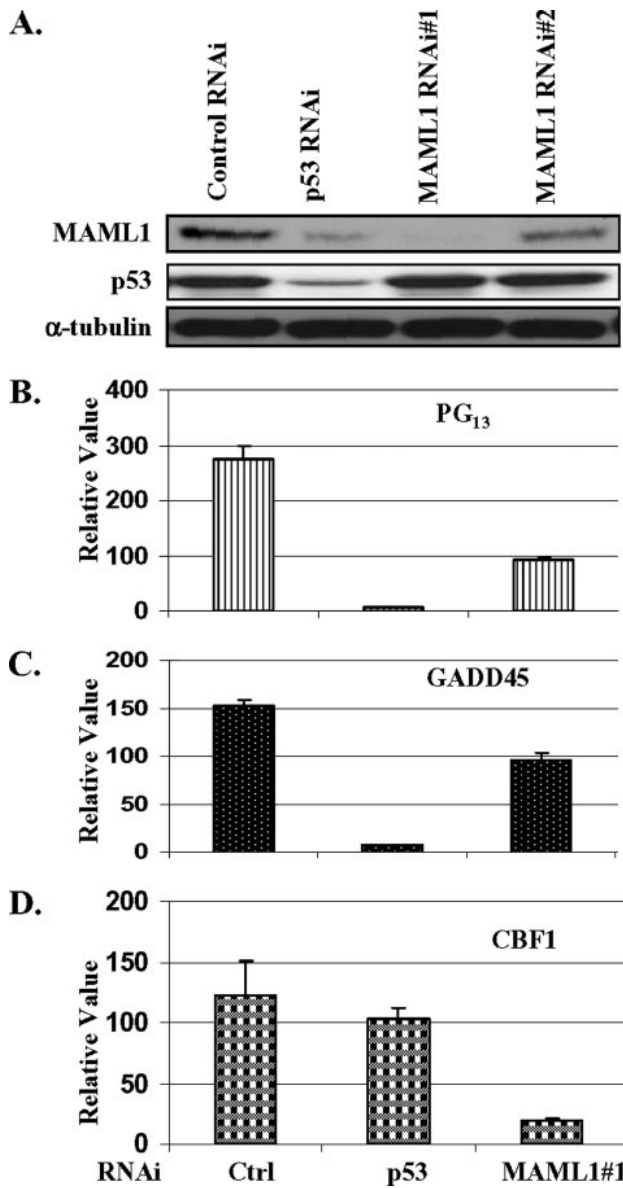 A.
Control RNAi
p53 RNAi
MAML1 RNAi#1
MAML1 RNAi#2
MAML1
p53
α-tubulin
B.
PG13
Relative Value
400
300
200
100
0
C.
GADD45
Relative Value
200
150
100
50
0
D.
CBF1
Relative Value
200
150
100
50
0
RNAi Ctrl p53 MAML1#1